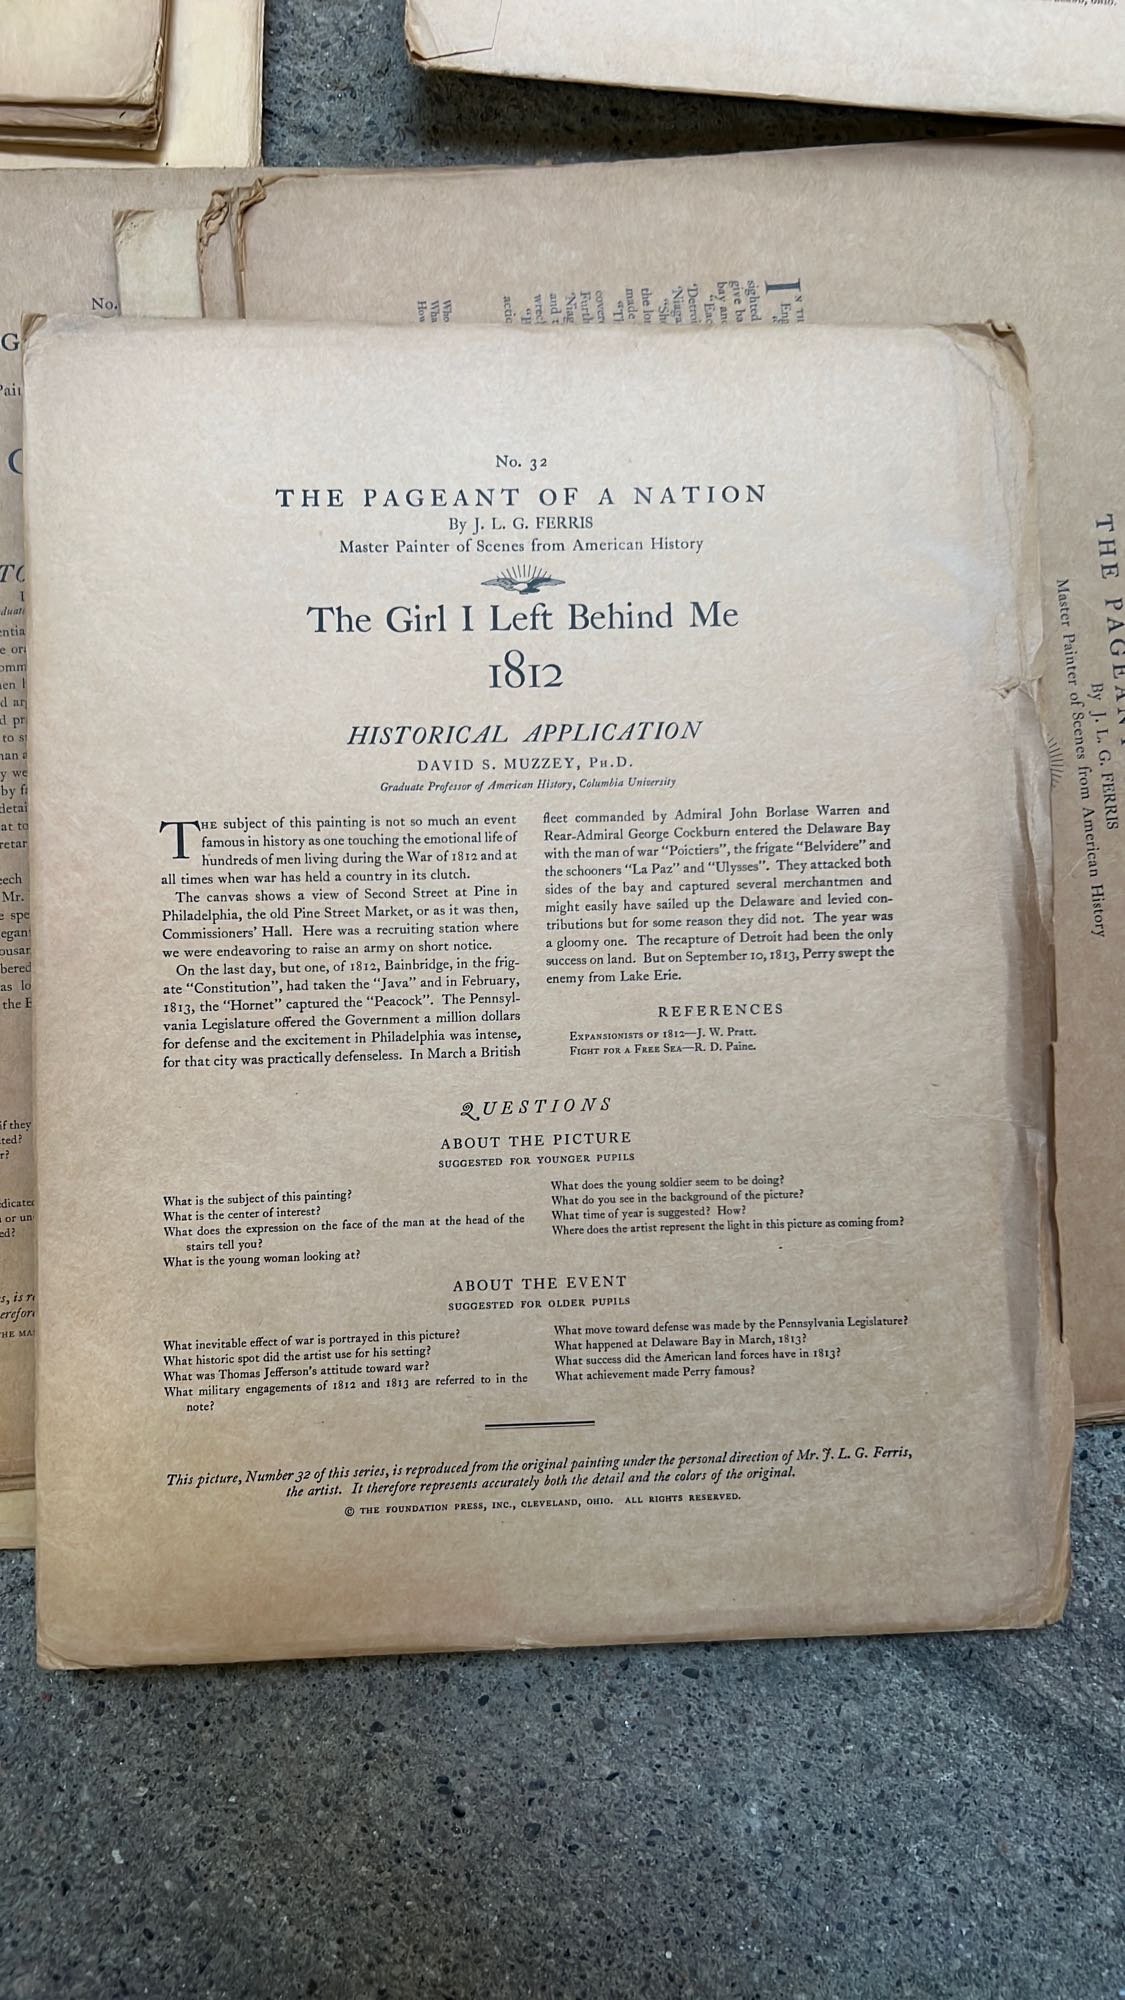 No. 32
THE PAGEANT OF A NATION
By J. L. G. FERRIS
Master Painter of Scenes from American History
The Girl I Left Behind Me
1812
HISTORICAL APPLICATION
DAVID S. MUZZEY, PH.D.
Graduate Professor of American History, Columbia University
THE subject of this painting is not so much an event
famous in history as one touching the emotional life of
hundreds of men living during the War of 1812 and at
all times when war has held a country in its clutch.
The canvas shows a view of Second Street at Pine in
Philadelphia, the old Pine Street Market, or as it was then,
Commissioners' Hall. Here was a recruiting station where
we were endeavoring to raise an army on short notice.
On the last day, but one, of 1812, Bainbridge, in the frig-
ate "Constitution", had taken the "Java" and in February,
1813, the "Hornet" captured the "Peacock". The Pennsyl-
vania Legislature offered the Government a million dollars
for defense and the excitement in Philadelphia was intense,
for that city was practically defenseless. In March a British
fleet commanded by Admiral John Borlase Warren and
Rear-Admiral George Cockburn entered the Delaware Bay
with the man of war "Poictiers", the frigate "Belvidere" and
the schooners "La Paz" and "Ulysses". They attacked both
sides of the bay and captured several merchantmen and
might easily have sailed up the Delaware and levied con-
tributions but for some reason they did not. The year was
a gloomy one. The recapture of Detroit had been the only
success on land. But on September 10, 1813, Perry swept the
enemy from Lake Erie.
REFERENCES
EXPANSIONISTS OF 1812—J. W. Pratt.
FIGHT FOR A FREE SEA—R. D. Paine.
QUESTIONS
ABOUT THE PICTURE
SUGGESTED FOR YOUNGER PUPILS
What is the subject of this painting?
What is the center of interest?
What does the expression on the face of the man at the head of the
stairs tell you?
What is the young woman looking at?
What does the young soldier seem to be doing?
What do you see in the background of the picture?
What time of year is suggested? How?
Where does the artist represent the light in this picture as coming from?
ABOUT THE EVENT
SUGGESTED FOR OLDER PUPILS
What inevitable effect of war is portrayed in this picture?
What historic spot did the artist use for his setting?
What was Thomas Jefferson's attitude toward war?
What military engagements of 1812 and 1813 are referred to in the
note?
What move toward defense was made by the Pennsylvania Legislature?
What happened at Delaware Bay in March, 1813?
What success did the American land forces have in 1813?
What achievement made Perry famous?
This picture, Number 32 of this series, is reproduced from the original painting under the personal direction of Mr. J. L. G. Ferris,
the artist. It therefore represents accurately both the detail and the colors of the original.
© THE FOUNDATION PRESS, INC., CLEVELAND, OHIO. ALL RIGHTS RESERVED.
No.
THE PAGEANT
By J. L. G. FERRIS
Master Painter of Scenes from American History